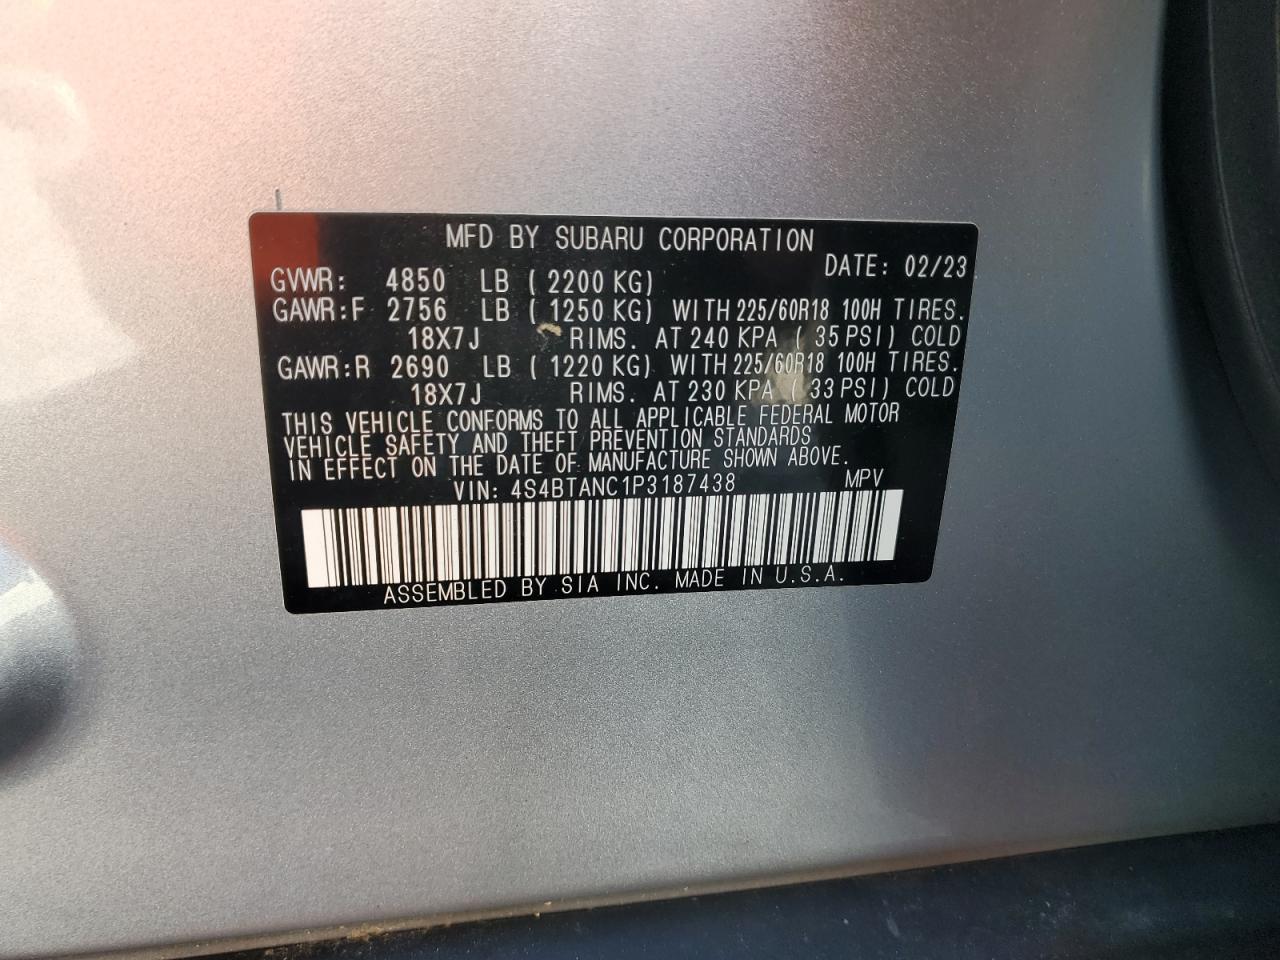 MFD BY SUBARU CORPORATION
DATE: 02/23
GVWR: 4850 LB ( 2200 KG)
GAWR:F 2756 LB ( 1250 KG) WITH 225/60R18 100H TIRES.
18X7J RIMS. AT 240 KPA ( 35 PSI) COLD
GAWR:R 2690 LB ( 1220 KG) WITH 225/60R18 100H TIRES.
18X7J RIMS. AT 230 KPA ( 33 PSI) COLD
THIS VEHICLE CONFORMS TO ALL APPLICABLE FEDERAL MOTOR
VEHICLE SAFETY AND THEFT PREVENTION STANDARDS
IN EFFECT ON THE DATE OF MANUFACTURE SHOWN ABOVE.
VIN: 4S4BTANC1P3187438 MPV
ASSEMBLED BY SIA INC. MADE IN U.S.A.